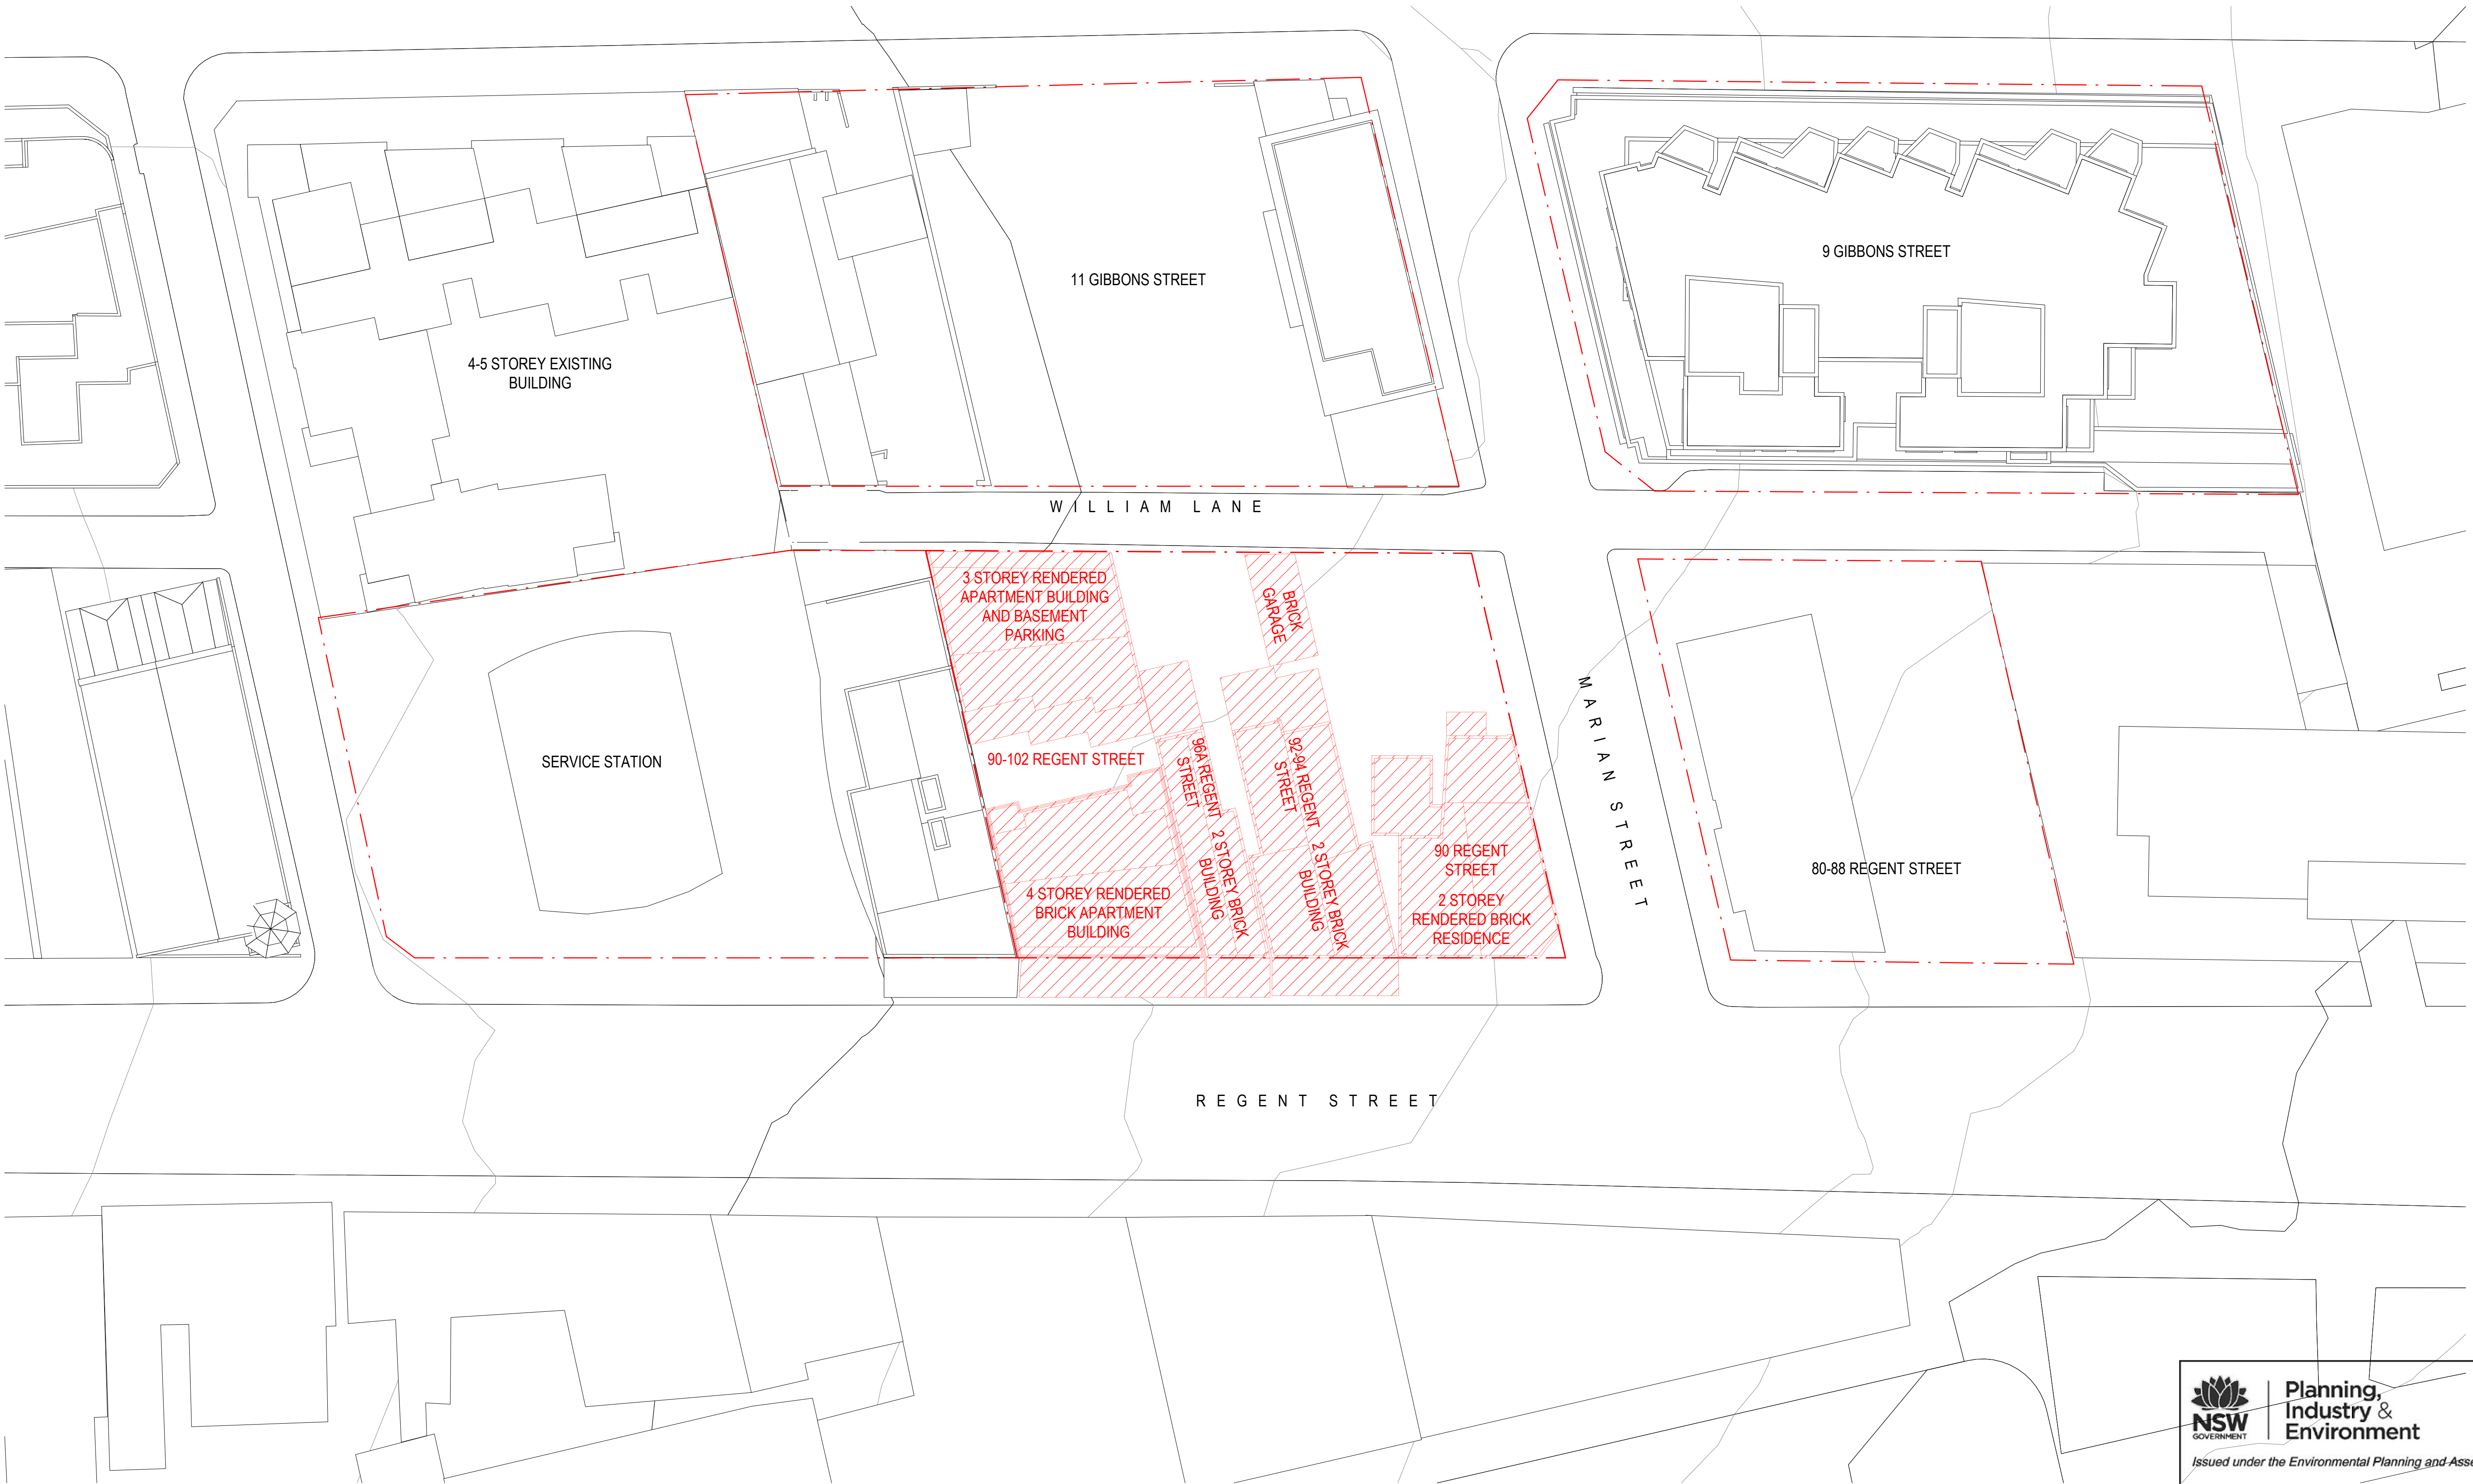 9 GIBBONS STREET
11 GIBBONS STREET
4-5 STOREY EXISTING
BUILDING
WILLIAM LANE
3 STOREY RENDERED
APARTMENT BUILDING
AND BASEMENT
PARKING
BRICK
GARAGE
MARIAN STREET
SERVICE STATION
90-102 REGENT STREET
96A REGENT
STREET
2 STOREY BRICK
BUILDING
92-94 REGENT
STREET
2 STOREY BRICK
BUILDING
90 REGENT
STREET
2 STOREY
RENDERED BRICK
RESIDENCE
80-88 REGENT STREET
4 STOREY RENDERED
BRICK APARTMENT
BUILDING
REGENT STREET
NSW
GOVERNMENT
Planning,
Industry &
Environment
Issued under the Environmental Planning and Asse